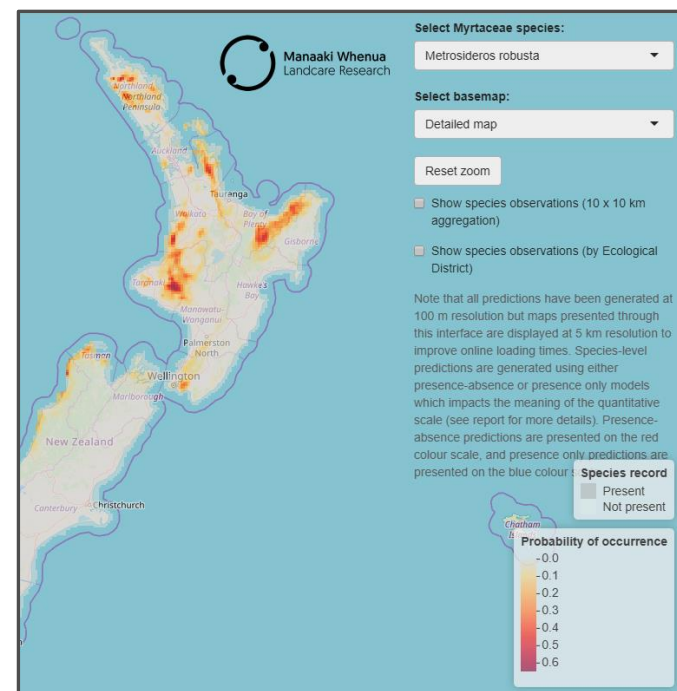 Select Myrtaceae species:
Metrosideros robusta
Select basemap:
Detailed map
Reset zoom
Show species observations (10 x 10 km
aggregation)
Show species observations (by Ecological
District)
Note that all predictions have been generated at
100 m resolution but maps presented through
this interface are displayed at 5 km resolution to
improve online loading times. Species-level
predictions are generated using either
presence-absence or presence only models
which impacts the meaning of the quantitative
scale (see report for more details). Presence-
absence predictions are presented on the red
colour scale, and presence only predictions are
presented on the blue colour
Species record
Present
Not present
Probability of occurrence
-0.0
-0.1
-0.2
-0.3
-0.4
-0.5
-0.6
Manaaki Whenua
Landcare Research
Northland
Northland
Peninsula
Auckland
Tauranga
Waikato
Bay of
Plenty
Gisborne
Taranaki
Hawke's
Bay
Manawatū-
Whanganui
Palmerston
North
Tasman
Wellington
Marlborough
New Zealand
Canterbury
Christchurch
Chatham